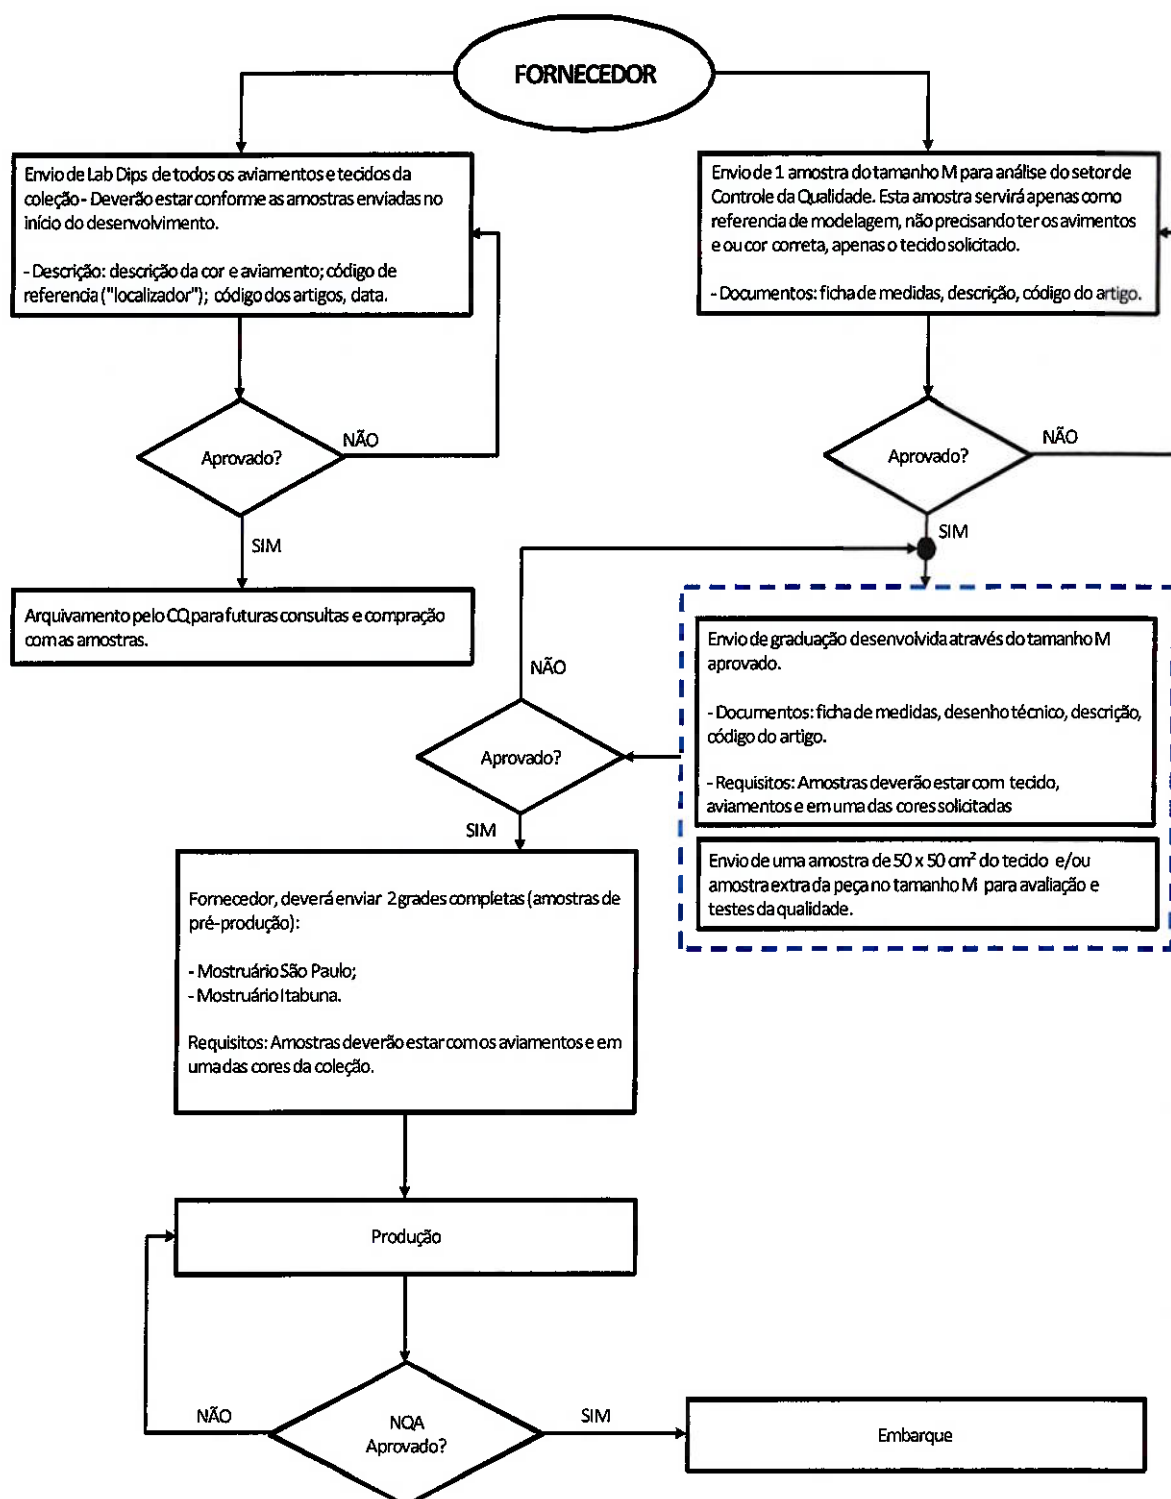 FORNECEDOR
Envio de Lab Dips de todos os aviamentos e tecidos da
coleção - Deverão estar conforme as amostras enviadas no
início do desenvolvimento.
- Descrição: descrição da cor e aviamento; código de
referencia ("localizador"); código dos artigos, data.
Aprovado?
NÃO
SIM
Arquivamento pelo CQ para futuras consultas e compração
com as amostras.
Envio de 1 amostra do tamanho M para análise do setor de
Controle da Qualidade. Esta amostra servirá apenas como
referencia de modelagem, não precisando ter os avimentos
e ou cor correta, apenas o tecido solicitado.
- Documentos: ficha de medidas, descrição, código do artigo.
Aprovado?
NÃO
SIM
Envio de graduação desenvolvida através do tamanho M
aprovado.
- Documentos: ficha de medidas, desenho técnico, descrição,
código do artigo.
- Requisitos: Amostras deverão estar com tecido,
aviamentos e em uma das cores solicitadas
Envio de uma amostra de 50 x 50 cm² do tecido e/ou
amostra extra da peça no tamanho M para avaliação e
testes da qualidade.
NÃO
Aprovado?
SIM
Fornecedor, deverá enviar 2 grades completas (amostras de
pré-produção):
- Mostruário São Paulo;
- Mostruário Itabuna.
Requisitos: Amostras deverão estar com os aviamentos e em
uma das cores da coleção.
Produção
NÃO
NQA
Aprovado?
SIM
Embarque